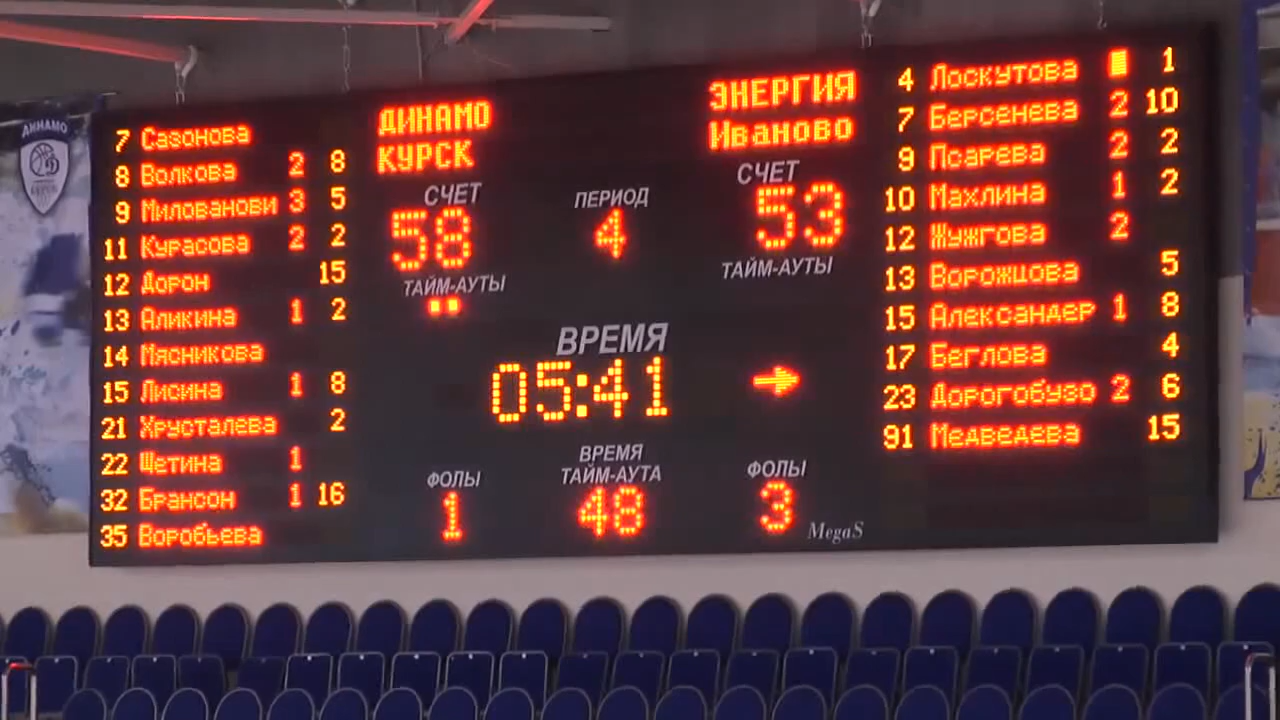 ДИНАМО
7 Сазонова
8 Волкова 2 8
9 Миловaнови 3 5
11 Курасова 2 2
12 Дорон 15
13 Аликина 1 2
14 Мясникова
15 Лисина 1 8
21 Хрусталева 2
22 Щетина 1
32 Брансон 1 16
35 Воробьева
ДИНАМО
КУРСК
СЧЕТ
58
ТАЙМ-АУТЫ
ПЕРИОД
4
ЭНЕРГИЯ
Иваново
СЧЕТ
53
ТАЙМ-АУТЫ
ВРЕМЯ
05:41
ФОЛЫ
1
ВРЕМЯ
ТАЙМ-АУТА
48
ФОЛЫ
3
MegaS
4 Лоскутова 1
7 Берсенева 2 10
9 Псарева 2 2
10 Махлина 1 2
12 Жужгова 2
13 Ворожцова 5
15 Александер 1 8
17 Беглова 4
23 Дорогобузо 2 6
91 Медведева 15